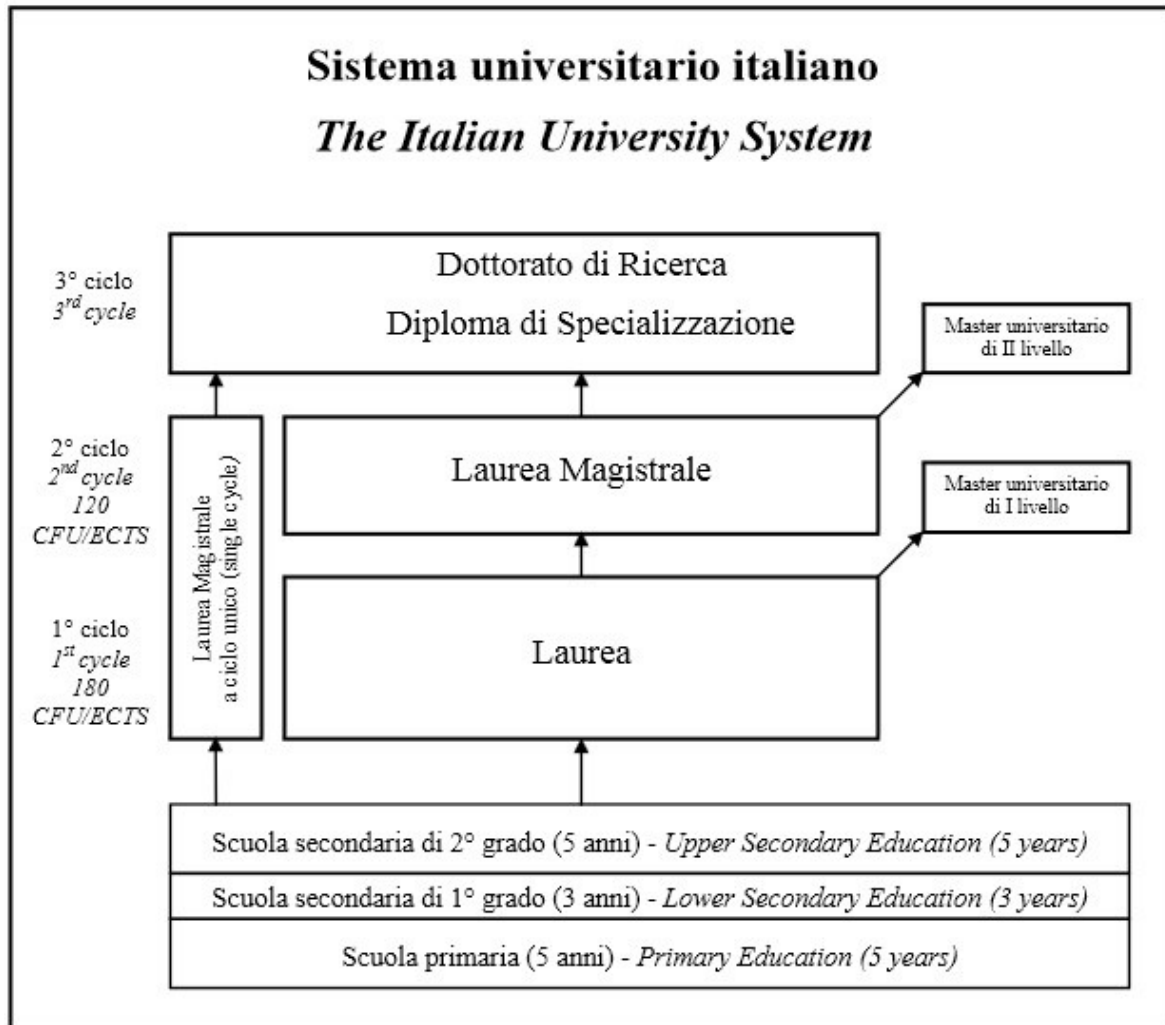 Sistema universitario italiano
The Italian University System
3° ciclo
3rd cycle
Dottorato di Ricerca
Diploma di Specializzazione
Master universitario
di II livello
2° ciclo
2nd cycle
120
CFU/ECTS
Laurea Magistrale
a ciclo unico (single cycle)
Laurea Magistrale
Master universitario
di I livello
1° ciclo
1st cycle
180
CFU/ECTS
Laurea
Scuola secondaria di 2° grado (5 anni) - Upper Secondary Education (5 years)
Scuola secondaria di 1° grado (3 anni) - Lower Secondary Education (3 years)
Scuola primaria (5 anni) - Primary Education (5 years)